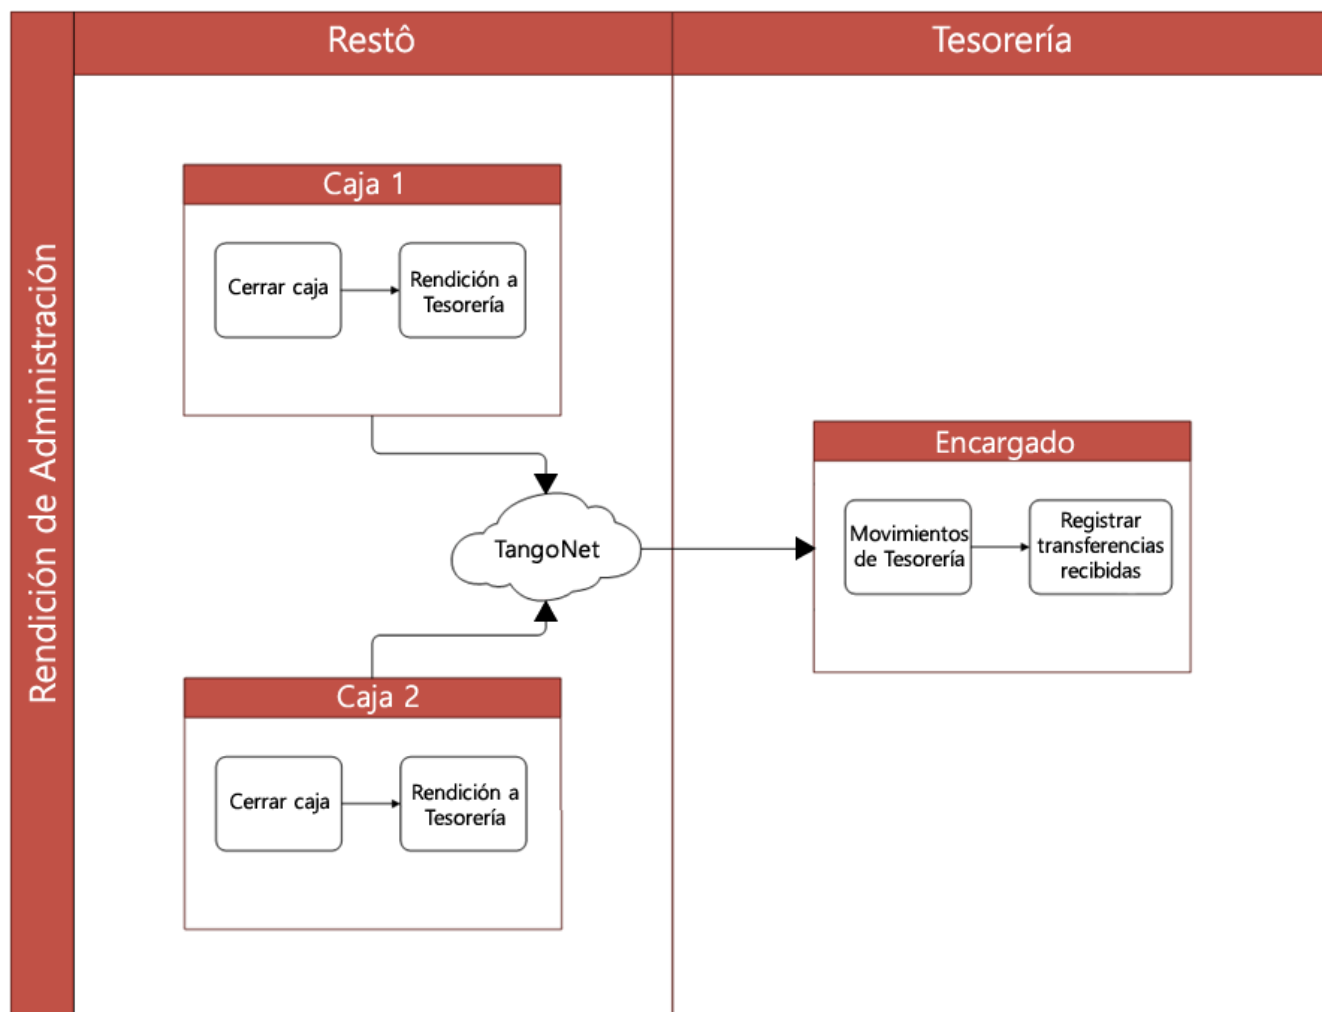 Restô
Tesorería
Rendición de Administración
Caja 1
Cerrar caja
Rendición a
Tesorería
TangoNet
Encargado
Movimientos
de Tesorería
Registrar
transferencias
recibidas
Caja 2
Cerrar caja
Rendición a
Tesorería